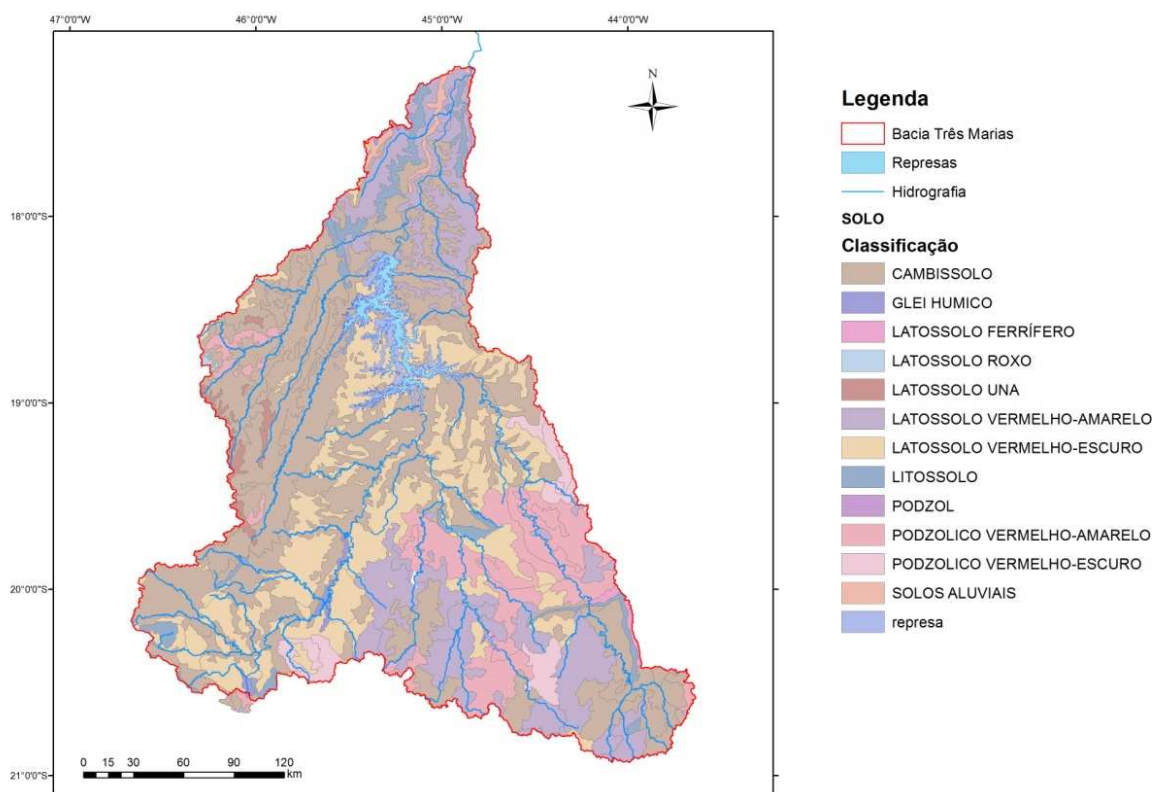 47°0'0"W 46°0'0"W 45°0'0"W 44°0'0"W
N
18°0'0"S
19°0'0"S
20°0'0"S
21°0'0"S
0 15 30 60 90 120
km
Legenda
Bacia Três Marias
Represas
Hidrografia
SOLO
Classificação
CAMBISSOLO
GLEI HUMICO
LATOSSOLO FERRÍFERO
LATOSSOLO ROXO
LATOSSOLO UNA
LATOSSOLO VERMELHO-AMARELO
LATOSSOLO VERMELHO-ESCURO
LITOSSOLO
PODZOL
PODZOLICO VERMELHO-AMARELO
PODZOLICO VERMELHO-ESCURO
SOLOS ALUVIAIS
represa